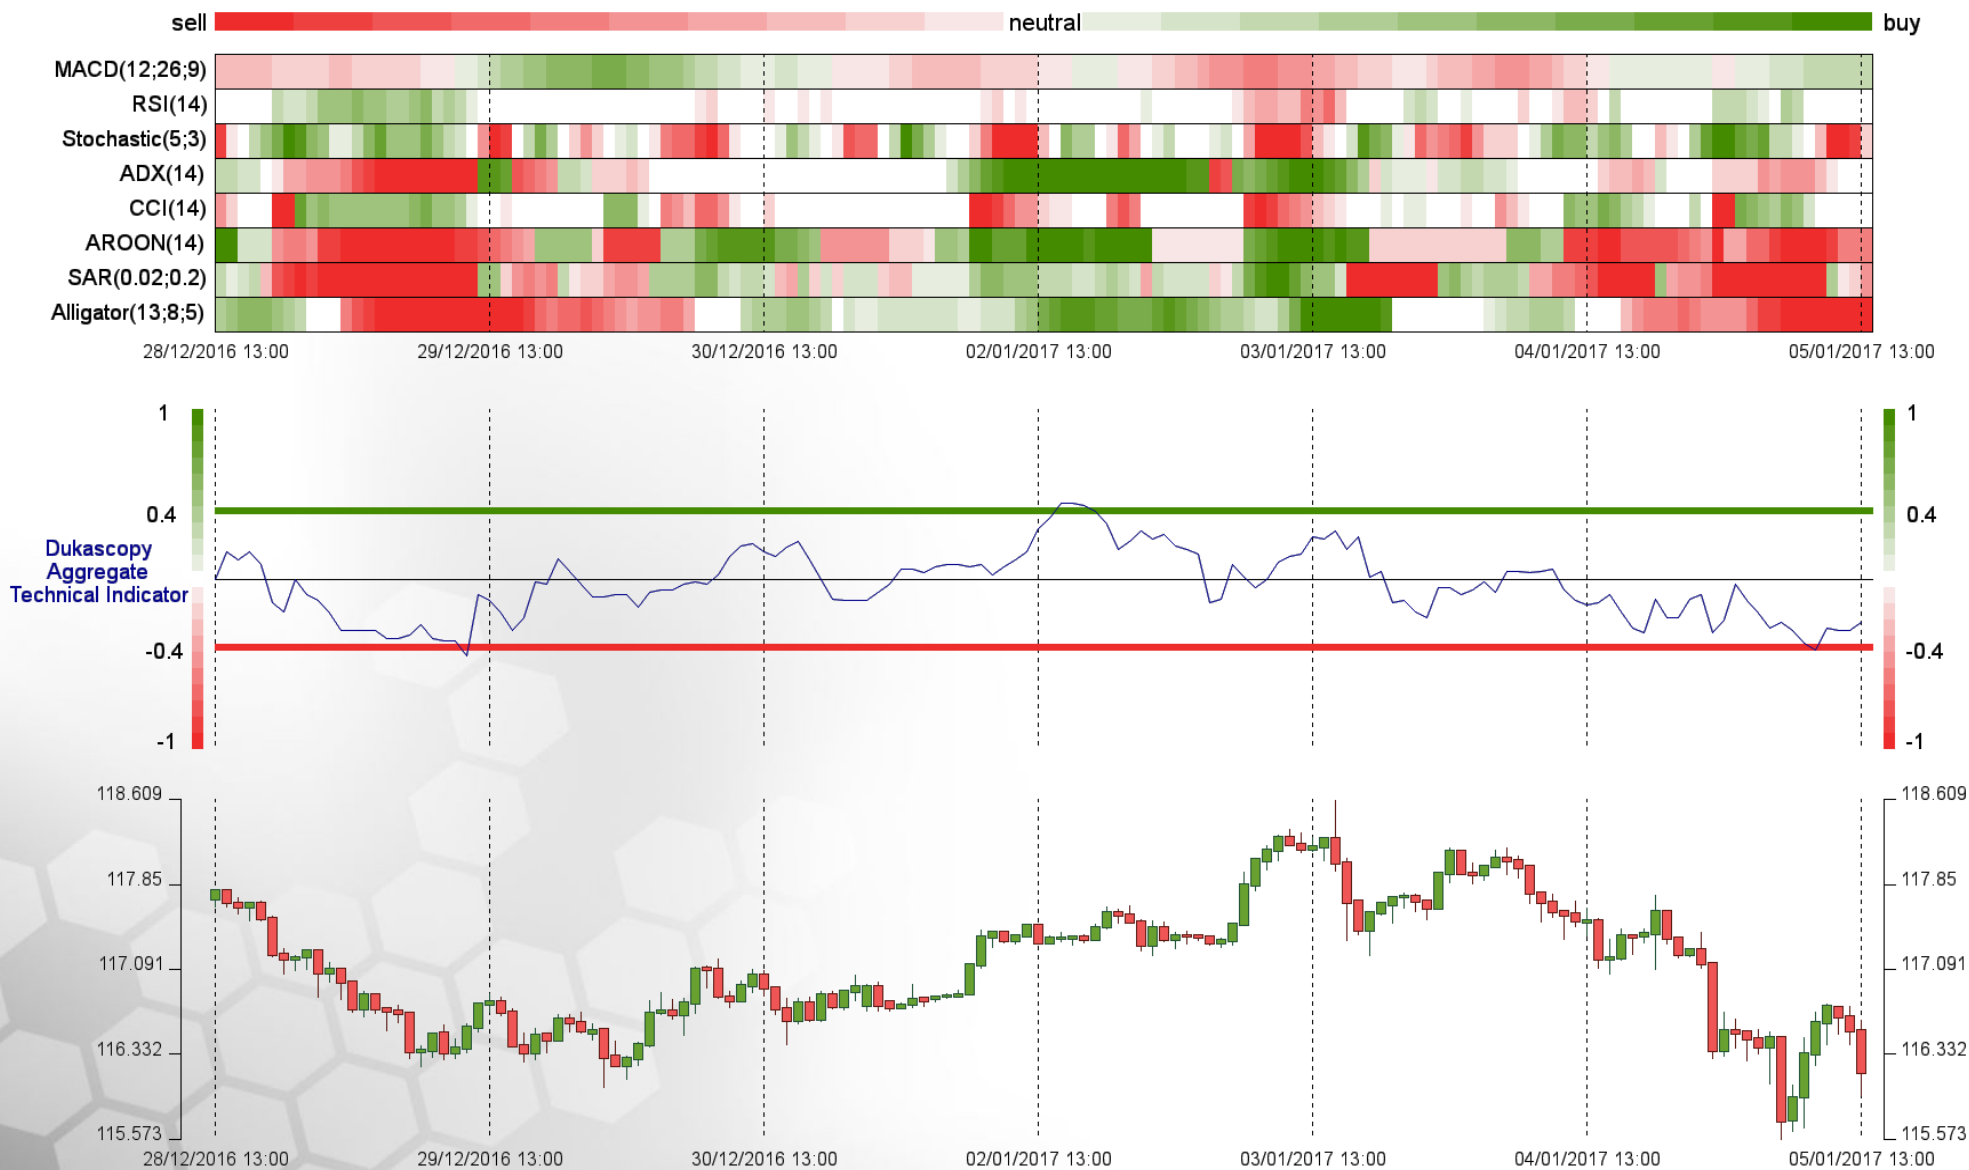 sell neutral buy
MACD(12;26;9)
RSI(14)
Stochastic(5;3)
ADX(14)
CCI(14)
AROON(14)
SAR(0.02;0.2)
Alligator(13;8;5)
28/12/2016 13:00 29/12/2016 13:00 30/12/2016 13:00 02/01/2017 13:00 03/01/2017 13:00 04/01/2017 13:00 05/01/2017 13:00
1 1
0.4 0.4
Dukascopy
Aggregate
Technical Indicator
-0.4 -0.4
-1 -1
118.609 118.609
117.85 117.85
117.091 117.091
116.332 116.332
115.573 115.573
28/12/2016 13:00 29/12/2016 13:00 30/12/2016 13:00 02/01/2017 13:00 03/01/2017 13:00 04/01/2017 13:00 05/01/2017 13:00